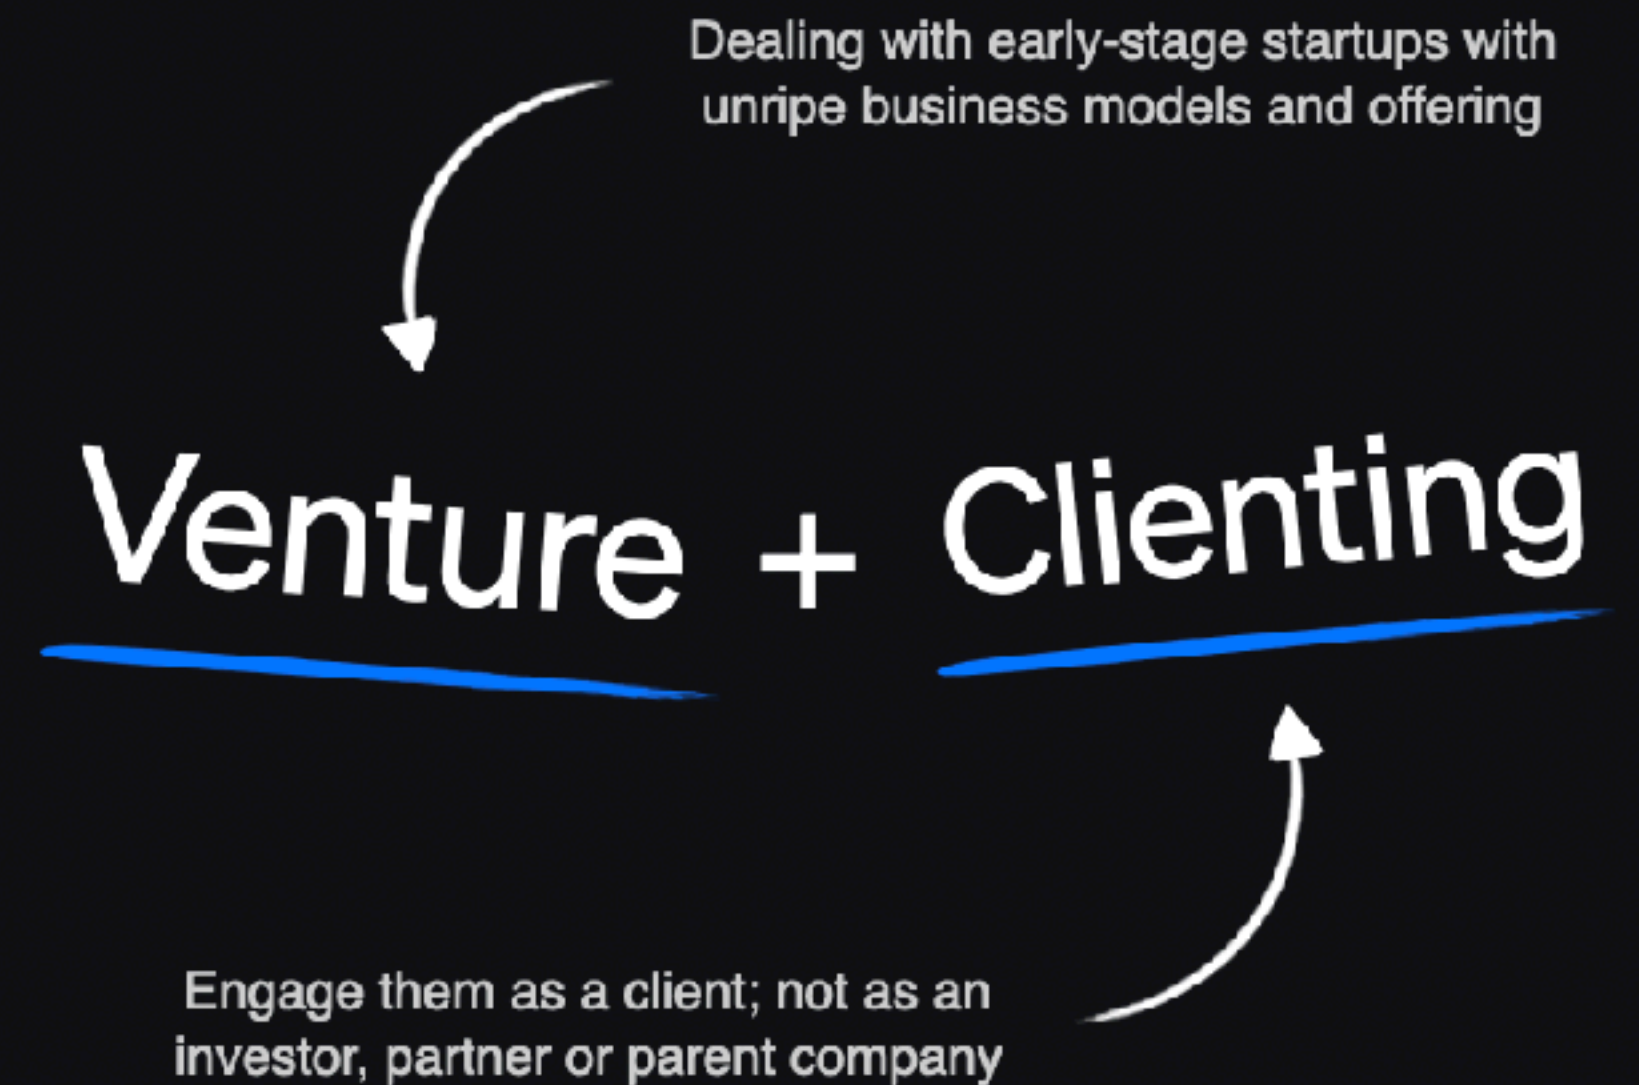 Dealing with early-stage startups with
unripe business models and offering
Venture + Clienting
Engage them as a client; not as an
investor, partner or parent company